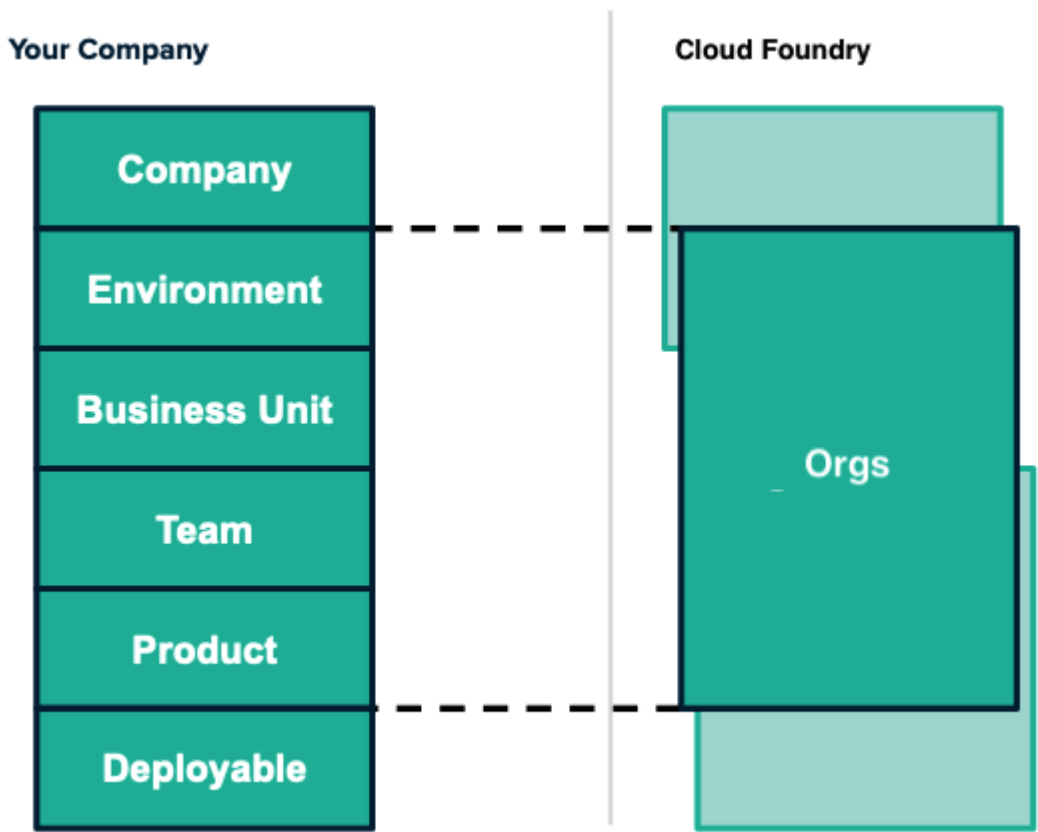 Your Company
Cloud Foundry
Company
Environment
Business Unit
Team
Product
Deployable
Orgs